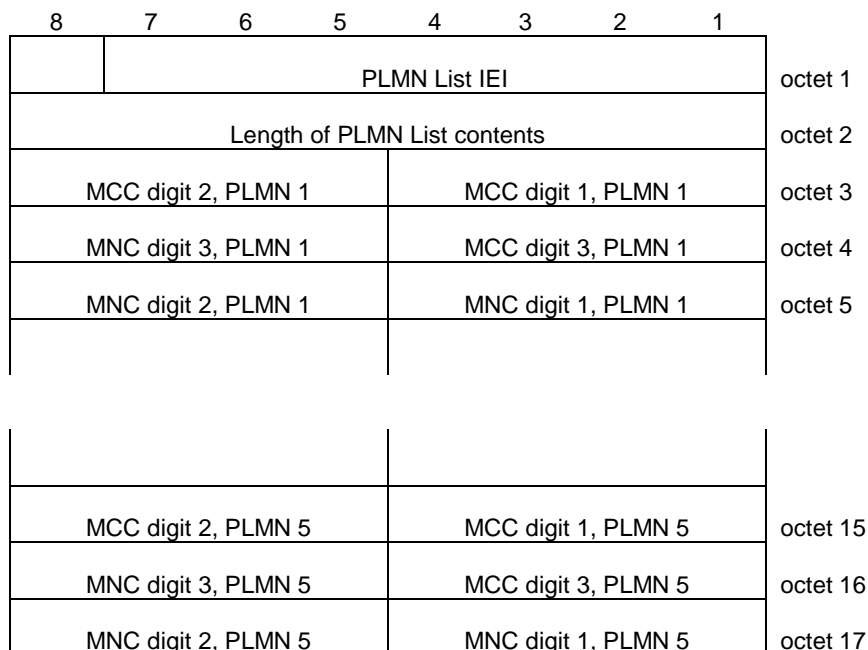 8 7 6 5 4 3 2 1
PLMN List IEI octet 1
Length of PLMN List contents octet 2
MCC digit 2, PLMN 1 MCC digit 1, PLMN 1 octet 3
MNC digit 3, PLMN 1 MCC digit 3, PLMN 1 octet 4
MNC digit 2, PLMN 1 MNC digit 1, PLMN 1 octet 5
MCC digit 2, PLMN 5 MCC digit 1, PLMN 5 octet 15
MNC digit 3, PLMN 5 MCC digit 3, PLMN 5 octet 16
MNC digit 2, PLMN 5 MNC digit 1, PLMN 5 octet 17